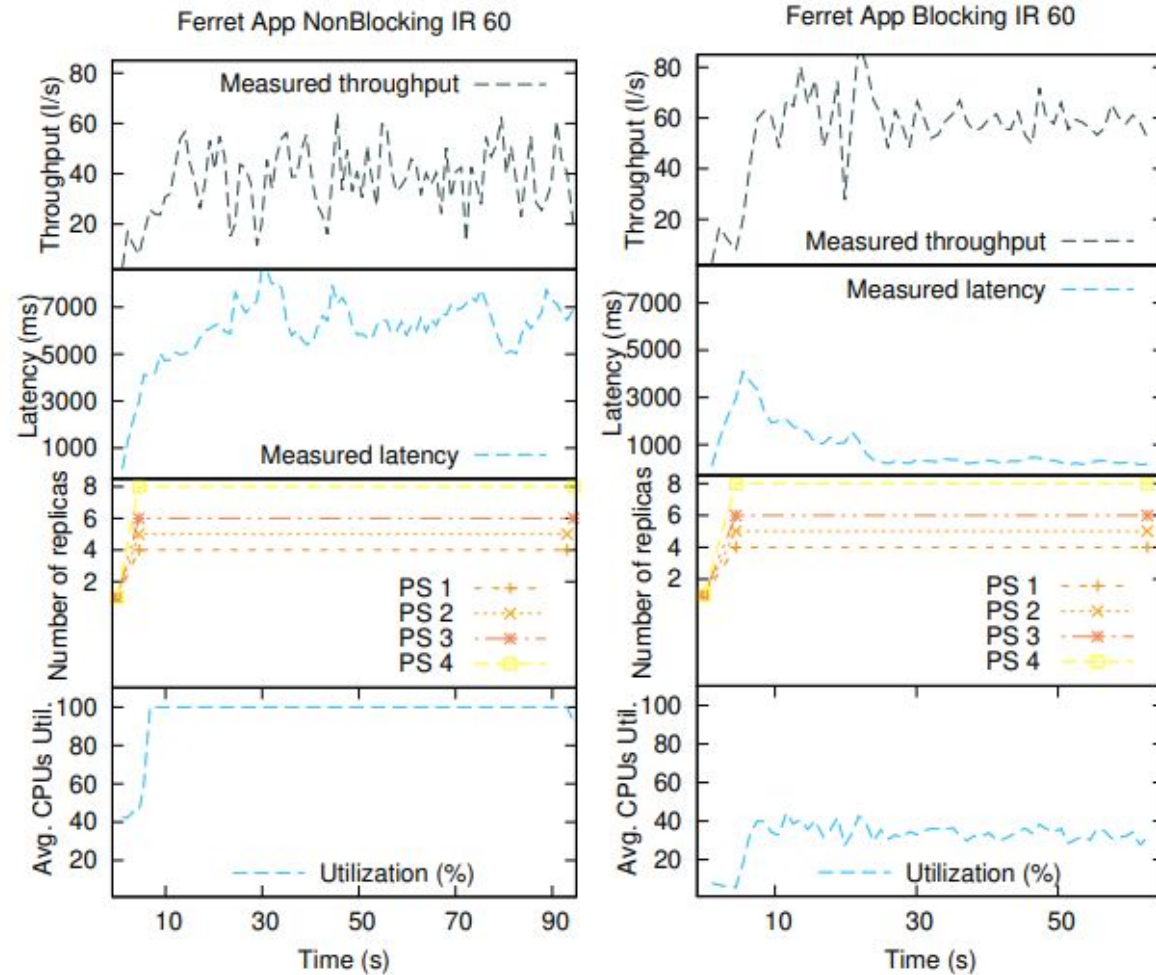 Ferret App NonBlocking IR 60
Throughput (I/s)
80
60
40
20
Measured throughput
Latency (ms)
7000
5000
3000
1000
Measured latency
Number of replicas
8
6
4
2
PS 1
PS 2
PS 3
PS 4
Avg. CPUs Util.
100
80
60
40
20
Utilization (%)
10 30 50 70 90
Time (s)
Ferret App Blocking IR 60
Throughput (I/s)
80
60
40
20
Measured throughput
Latency (ms)
7000
5000
3000
1000
Measured latency
Number of replicas
8
6
4
2
PS 1
PS 2
PS 3
PS 4
Avg. CPUs Util.
100
80
60
40
20
Utilization (%)
10 30 50
Time (s)